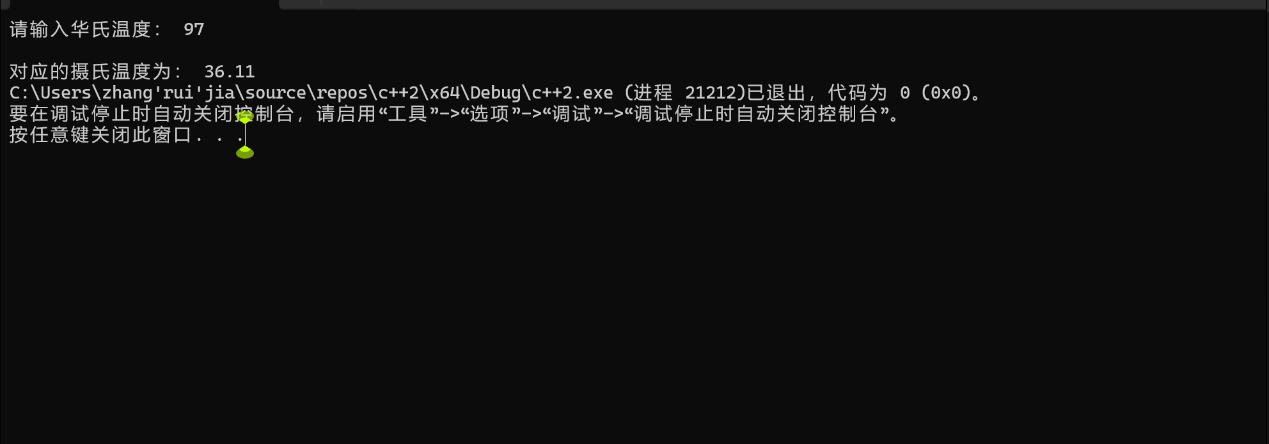 请输入华氏温度： 97
对应的摄氏温度为： 36.11
C:\Users\zhang'rui'jia\source\repos\c++2\x64\Debug\c++2.exe (进程 21212)已退出，代码为 0 (0x0)。
要在调试停止时自动关闭控制台，请启用“工具”->“选项”->“调试”->“调试停止时自动关闭控制台”。
按任意键关闭此窗口. . .